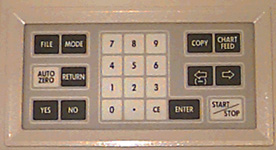 FILE MODE 7 8 9 COPY CHART FEED
4 5 6
AUTO ZERO RETURN 1 2 3
YES NO 0 • CE ENTER START/STOP